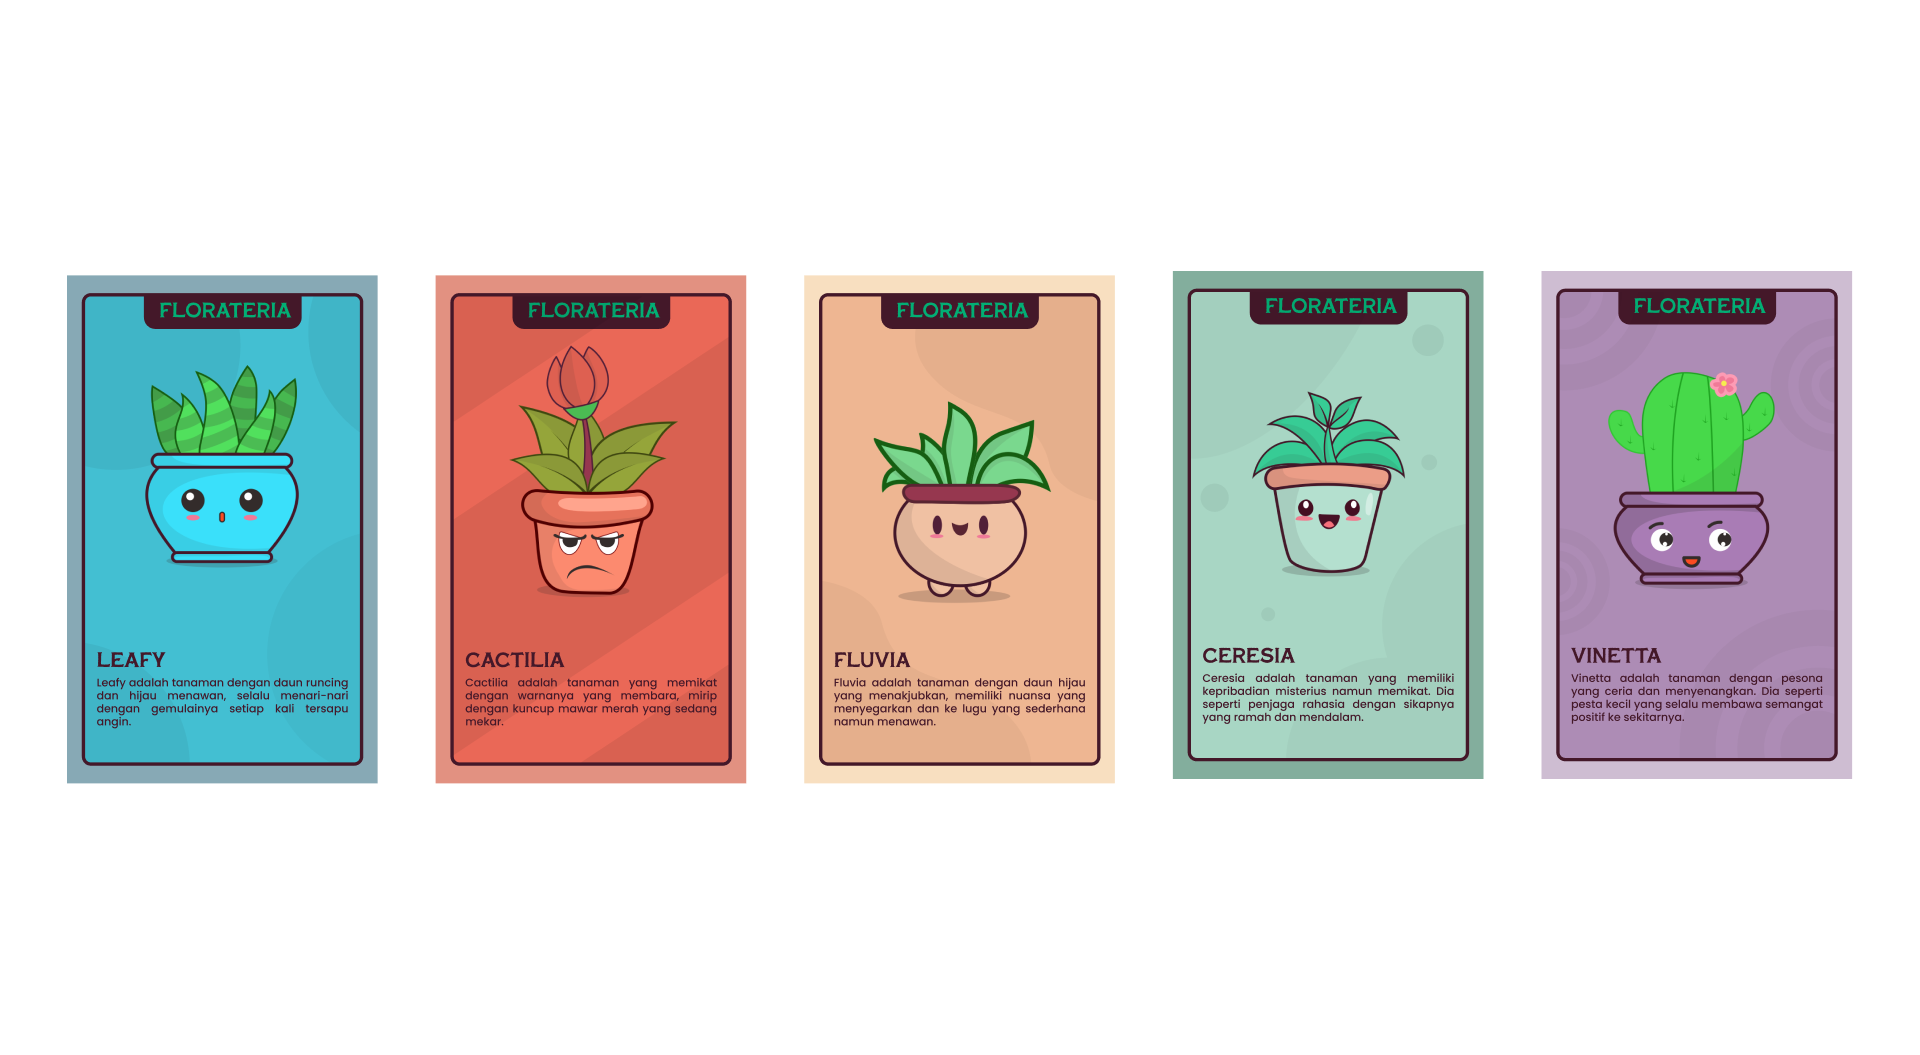 FLORATERIA
LEAFY
Leafy adalah tanaman dengan daun runcing
dan hijau menawan, selalu menari-nari
dengan gemulainya setiap kali tersapu
angin.
FLORATERIA
CACTILIA
Cactilia adalah tanaman yang memikat
dengan warnanya yang membara, mirip
dengan kuncup mawar merah yang sedang
mekar.
FLORATERIA
FLUVIA
Fluvia adalah tanaman dengan daun hijau
yang menakjubkan, memiliki nuansa yang
menyegarkan dan ke lugu yang sederhana
namun menawan.
FLORATERIA
CERESIA
Ceresia adalah tanaman yang memiliki
kepribadian misterius namun memikat. Dia
seperti penjaga rahasia dengan sikapnya
yang ramah dan mendalam.
FLORATERIA
VINETTA
Vinetta adalah tanaman dengan pesona
yang ceria dan menyenangkan. Dia seperti
pesta kecil yang selalu membawa semangat
positif ke sekitarnya.